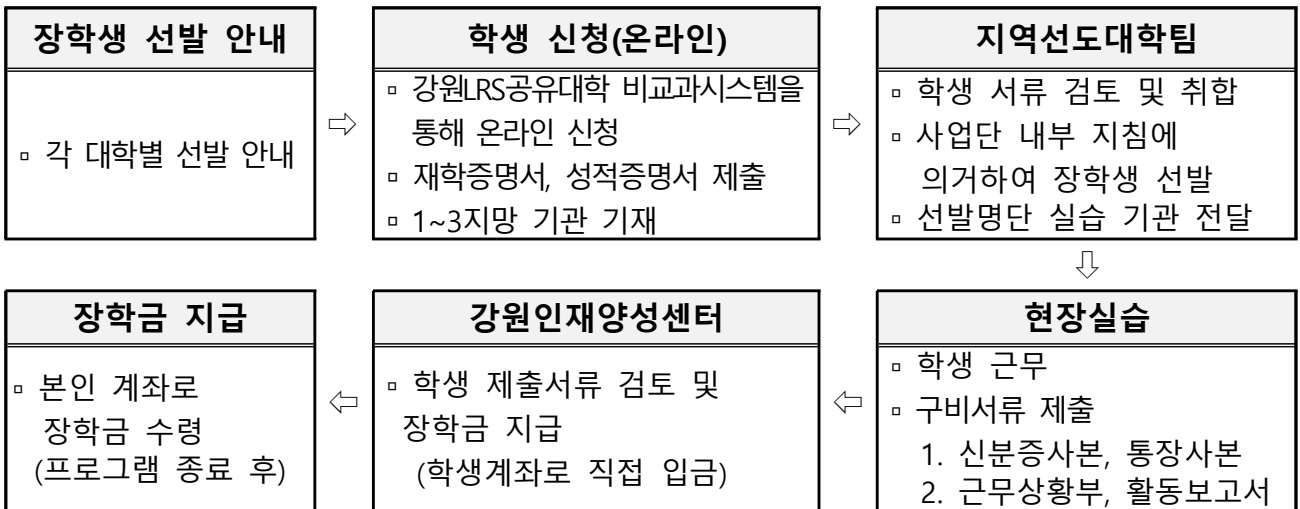 장학생 선발 안내
▫ 각 대학별 선발 안내
⇨
학생 신청(온라인)
▫ 강원LRS공유대학 비교과시스템을
통해 온라인 신청
▫ 재학증명서, 성적증명서 제출
▫ 1~3지망 기관 기재
⇨
지역선도대학팀
▫ 학생 서류 검토 및 취합
▫ 사업단 내부 지침에
의거하여 장학생 선발
▫ 선발명단 실습 기관 전달
⇩
현장실습
▫ 학생 근무
▫ 구비서류 제출
1. 신분증사본, 통장사본
2. 근무상황부, 활동보고서
⇦
강원인재양성센터
▫ 학생 제출서류 검토 및
장학금 지급
(학생계좌로 직접 입금)
⇦
장학금 지급
▫ 본인 계좌로
장학금 수령
(프로그램 종료 후)